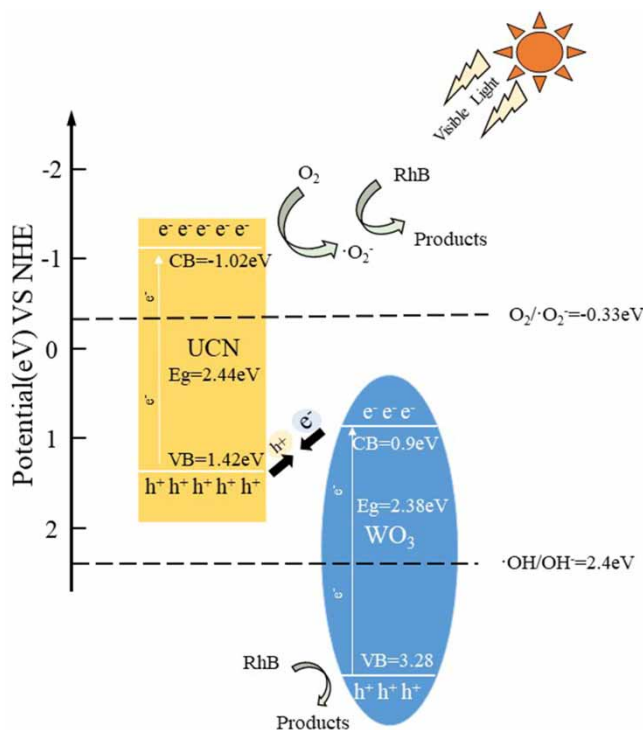 Visible Light
Potential(eV) VS NHE
-2
-1
0
1
2
O₂
·O₂⁻
RhB
Products
e⁻ e⁻ e⁻ e⁻ e⁻
CB=-1.02eV
e⁻
UCN
Eg=2.44eV
e⁻
VB=1.42eV
h⁺ h⁺ h⁺ h⁺ h⁺
O₂/·O₂⁻=-0.33eV
h⁺
e⁻
e⁻ e⁻ e⁻
CB=0.9eV
e⁻
Eg=2.38eV
WO₃
e⁻
VB=3.28
h⁺ h⁺ h⁺
·OH/OH⁻=2.4eV
RhB
Products